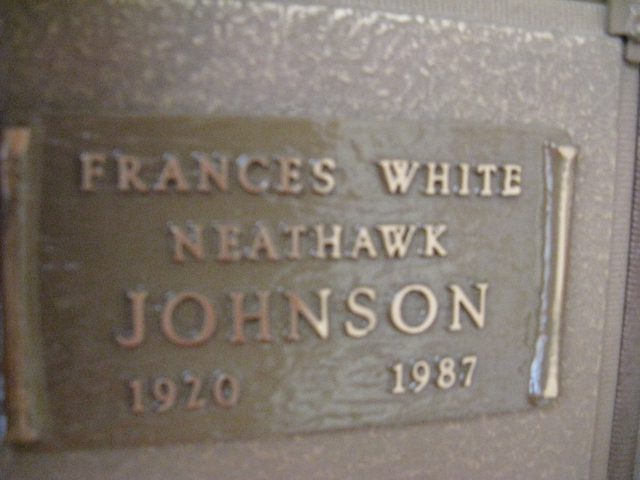 FRANCES WHITE
NEATHAWK
JOHNSON
1920 1987